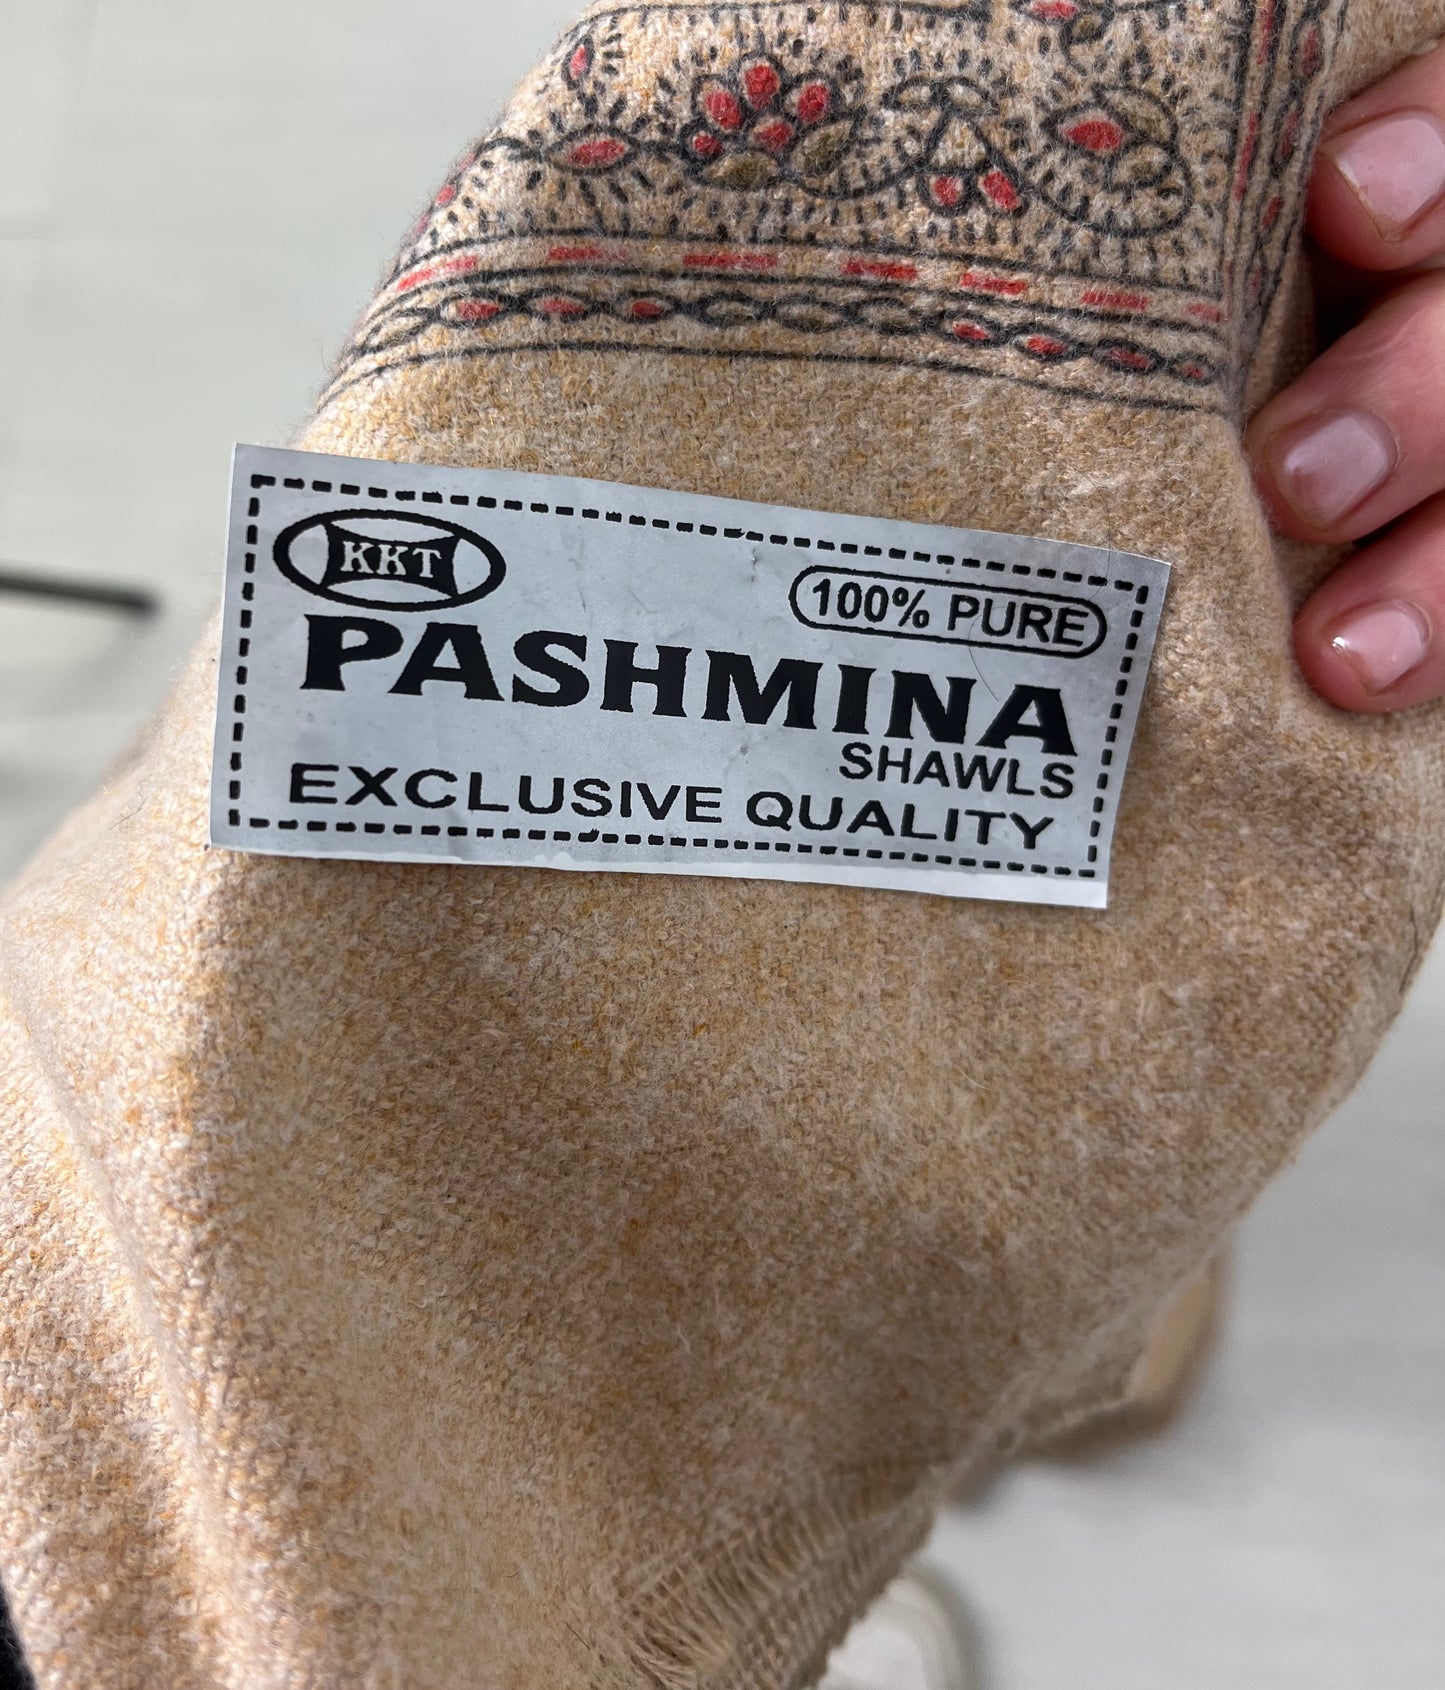 KKT
100% PURE
PASHMINA
SHAWLS
EXCLUSIVE QUALITY